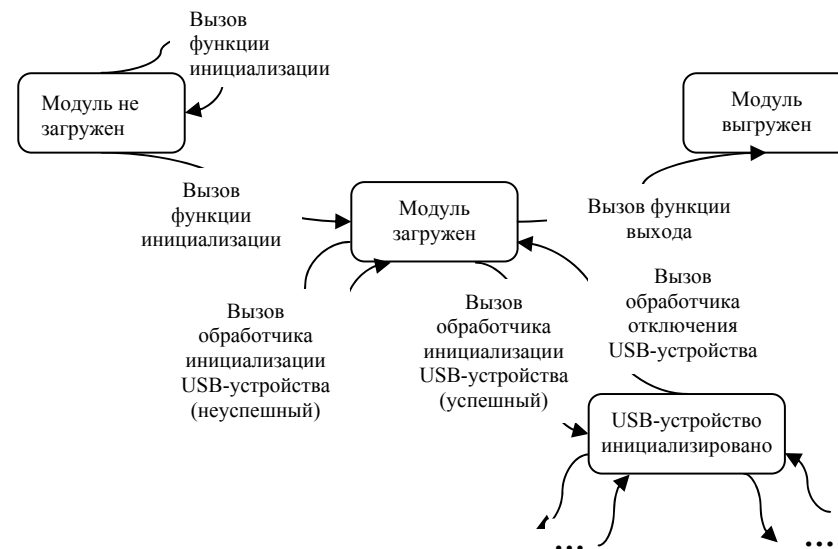 Вызов
функции
инициализации
Модуль не
загружен
Модуль
выгружен
Вызов
функции
инициализации
Модуль
загружен
Вызов функции
выхода
Вызов
обработчика
инициализации
USB-устройства
(неуспешный)
Вызов
обработчика
инициализации
USB-устройства
(успешный)
Вызов
обработчика
отключения
USB-устройства
USB-устройство
инициализировано
...
...